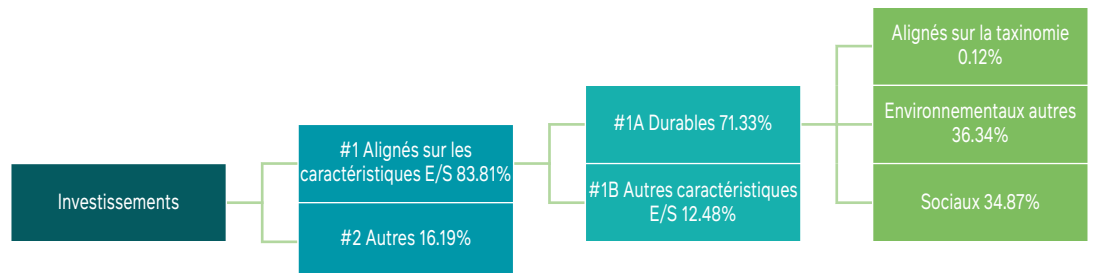 Investissements
#1 Alignés sur les
caractéristiques E/S 83.81%
#2 Autres 16.19%
#1A Durables 71.33%
#1B Autres caractéristiques
E/S 12.48%
Alignés sur la taxinomie
0.12%
Environnementaux autres
36.34%
Sociaux 34.87%